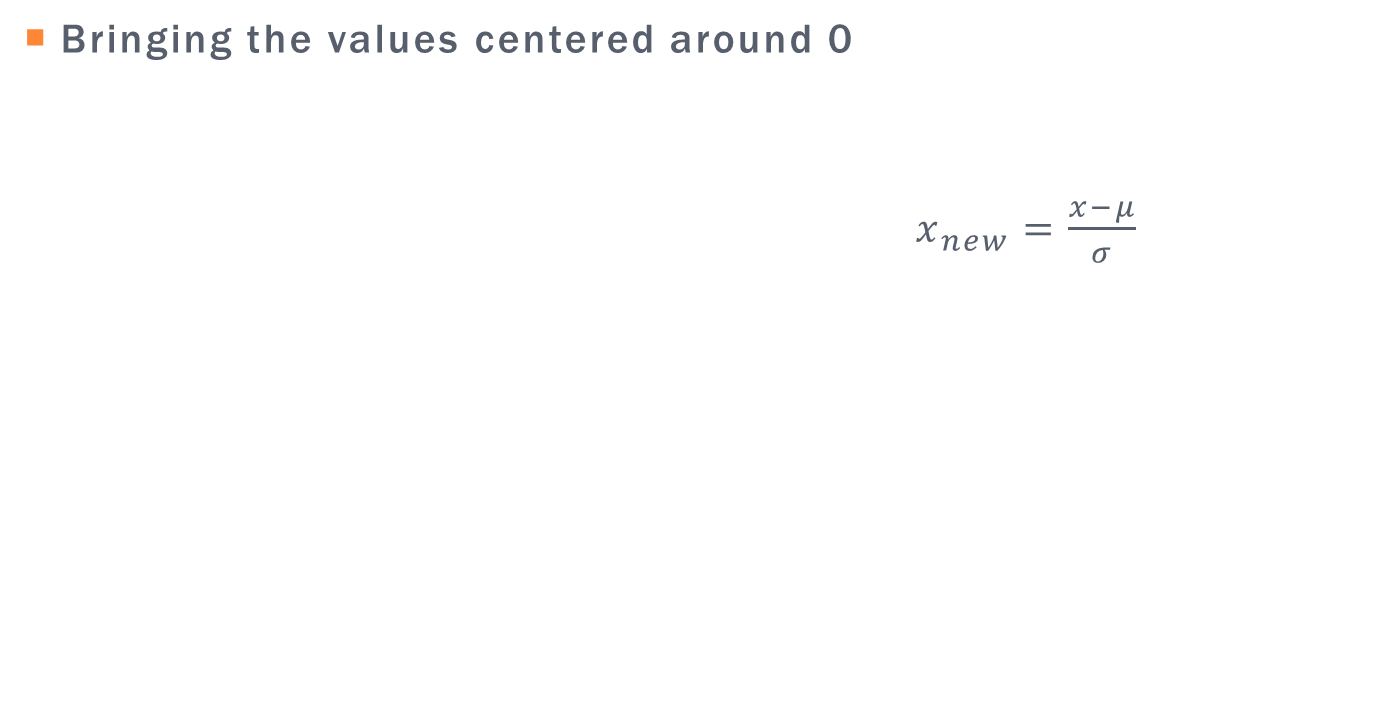 Bringing the values centered around 0
x_new = (x − μ) / σ